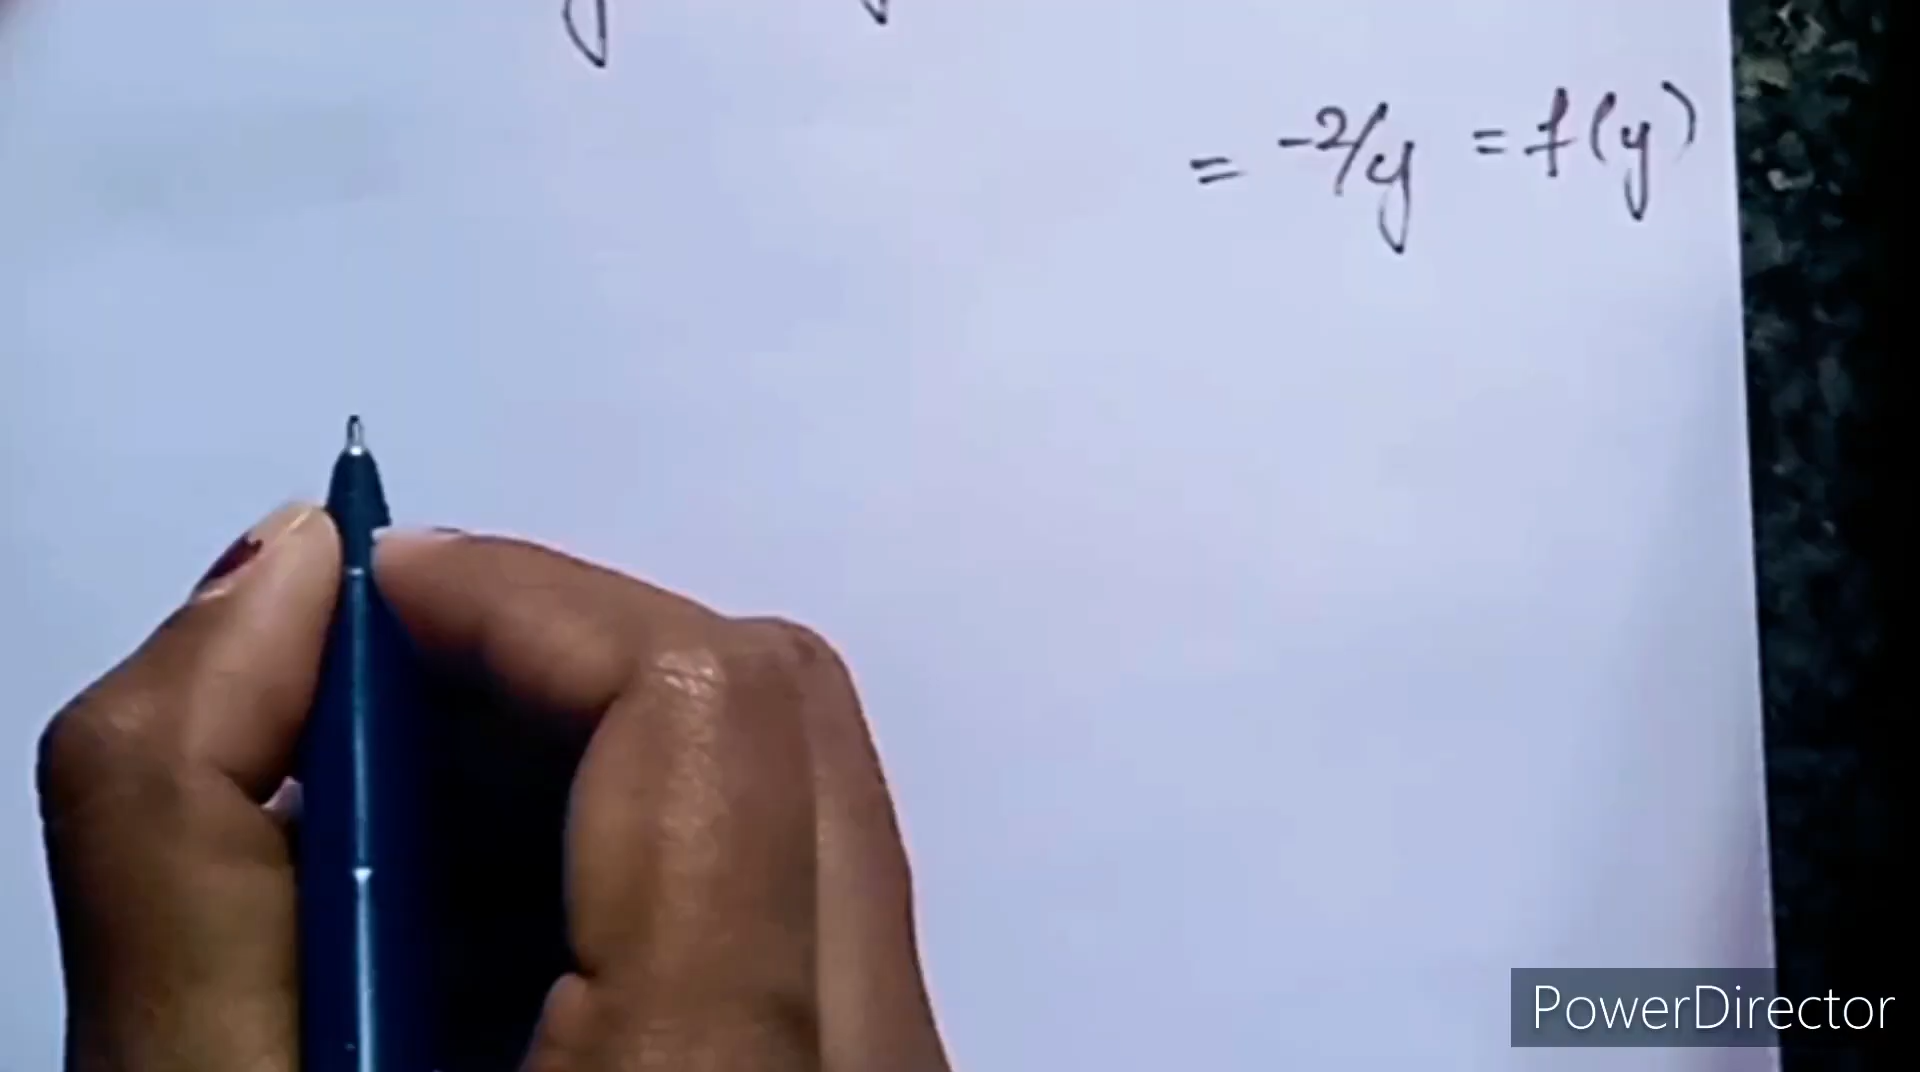 = -2/y = f(y)
PowerDirector